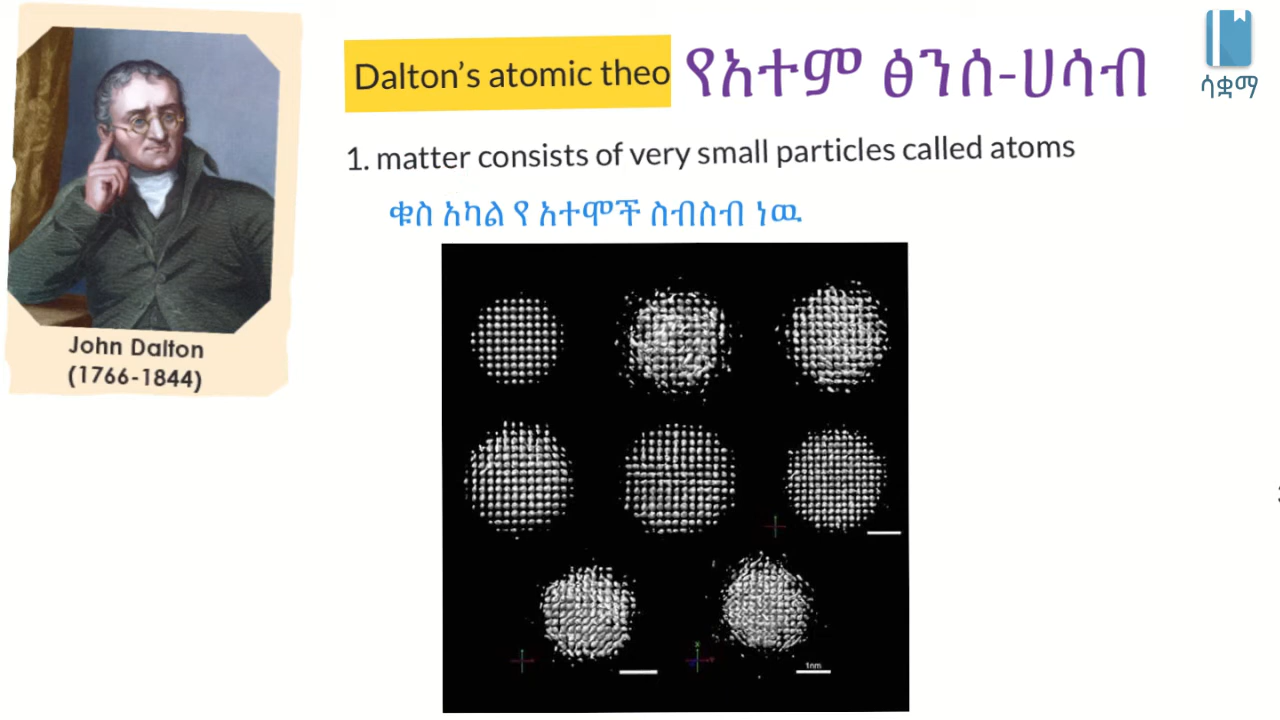 Dalton's atomic theo የአተም ፅንሰ-ሀሳብ
ሳቋማ
1. matter consists of very small particles called atoms
ቁስ አካል የ አተሞች ስብስብ ነዉ
John Dalton
(1766-1844)
1nm